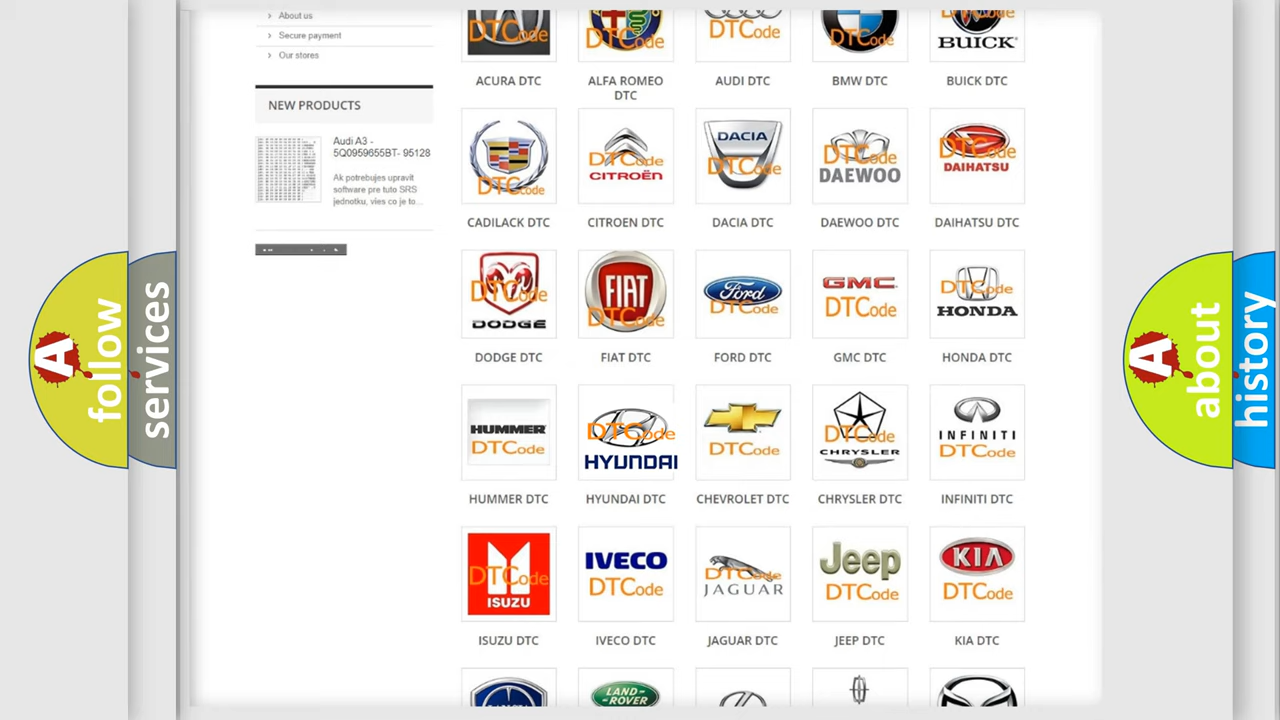 About us
Secure payment
Our stores
NEW PRODUCTS
Audi A3 -
5Q0959655BT- 95128
Ak potrebujes upravit
software pre tuto SRS
jednotku, vies co je to...
DTCode
DTCode
DTCode
DTCode
BUICK
ACURA DTC
ALFA ROMEO
DTC
AUDI DTC
BMW DTC
BUICK DTC
DTCode
DTCode
CITROËN
DACIA
DTCode
DTCode
DAEWOO
DTCode
DAIHATSU
CADILACK DTC
CITROEN DTC
DACIA DTC
DAEWOO DTC
DAIHATSU DTC
DTCode
DODGE
FIAT
DTCode
Ford
DTCode
GMC
DTCode
DTCode
HONDA
DODGE DTC
FIAT DTC
FORD DTC
GMC DTC
HONDA DTC
HUMMER
DTCode
DTCode
HYUNDAI
DTCode
DTCode
CHRYSLER
INFINITI
DTCode
HUMMER DTC
HYUNDAI DTC
CHEVROLET DTC
CHRYSLER DTC
INFINITI DTC
DTCode
ISUZU
IVECO
DTCode
DTCode
JAGUAR
Jeep
DTCode
KIA
DTCode
ISUZU DTC
IVECO DTC
JAGUAR DTC
JEEP DTC
KIA DTC
LAND-
ROVER
A follow
services
A about
history